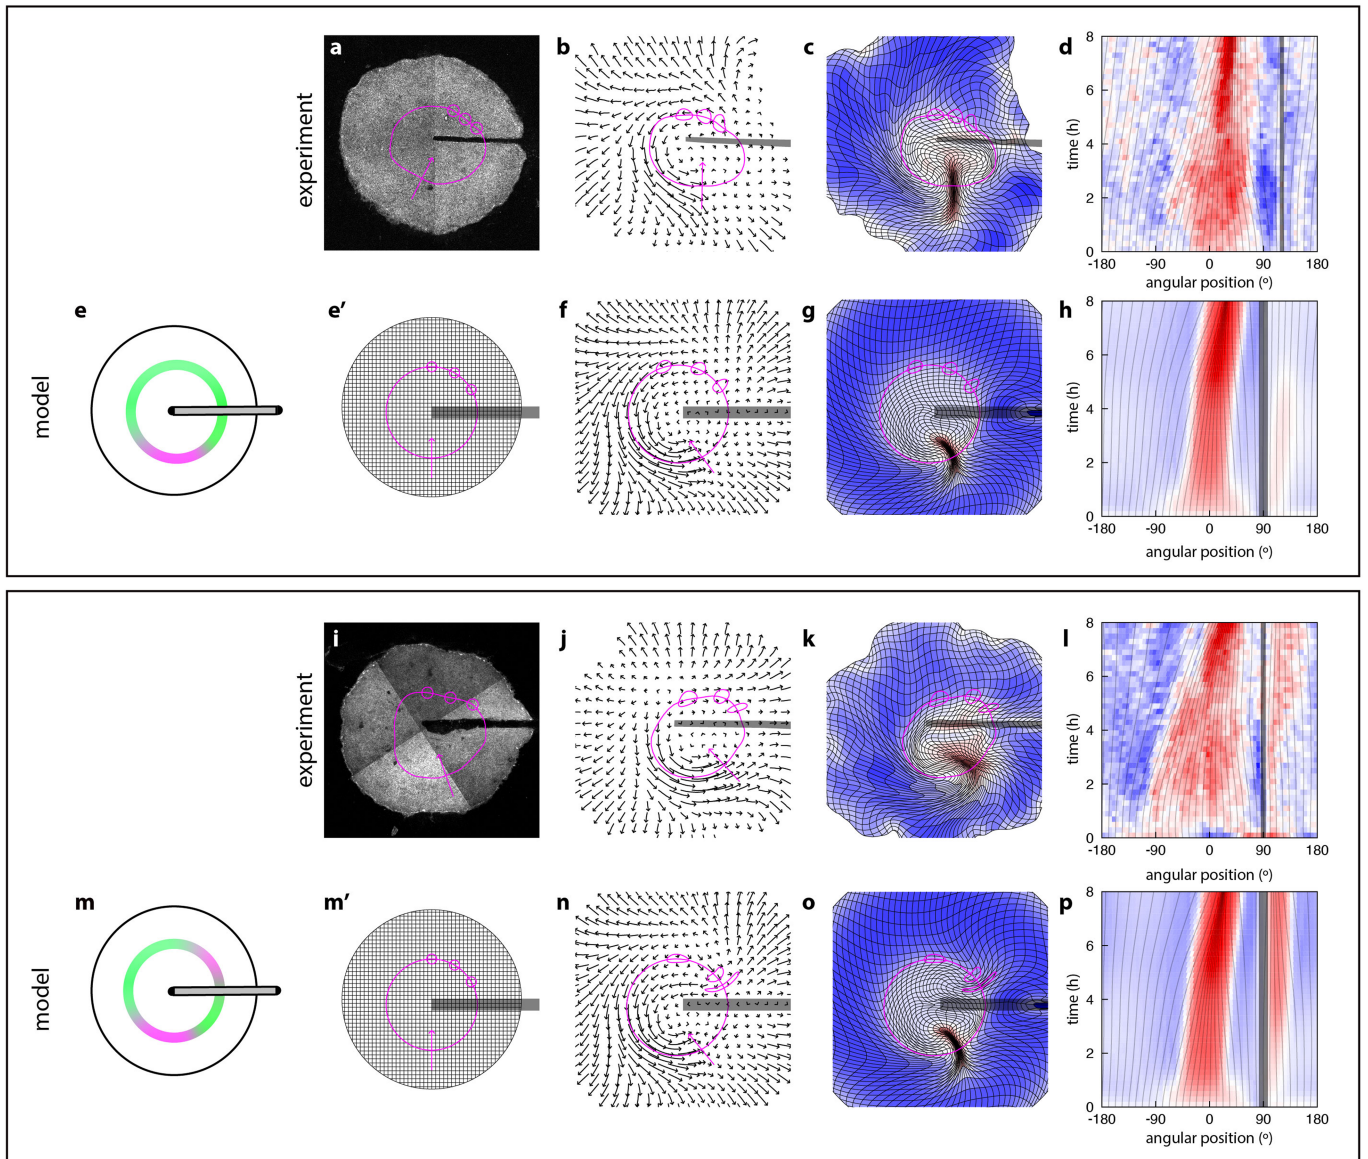 a
b
c
d
experiment
time (h)
8
6
4
2
0
-180 -90 0 90 180
angular position (º)
e
e’
f
g
h
model
time (h)
8
6
4
2
0
-180 -90 0 90 180
angular position (º)
i
j
k
l
experiment
time (h)
8
6
4
2
0
-180 -90 0 90 180
angular position (º)
m
m’
n
o
p
model
time (h)
8
6
4
2
0
-180 -90 0 90 180
angular position (º)